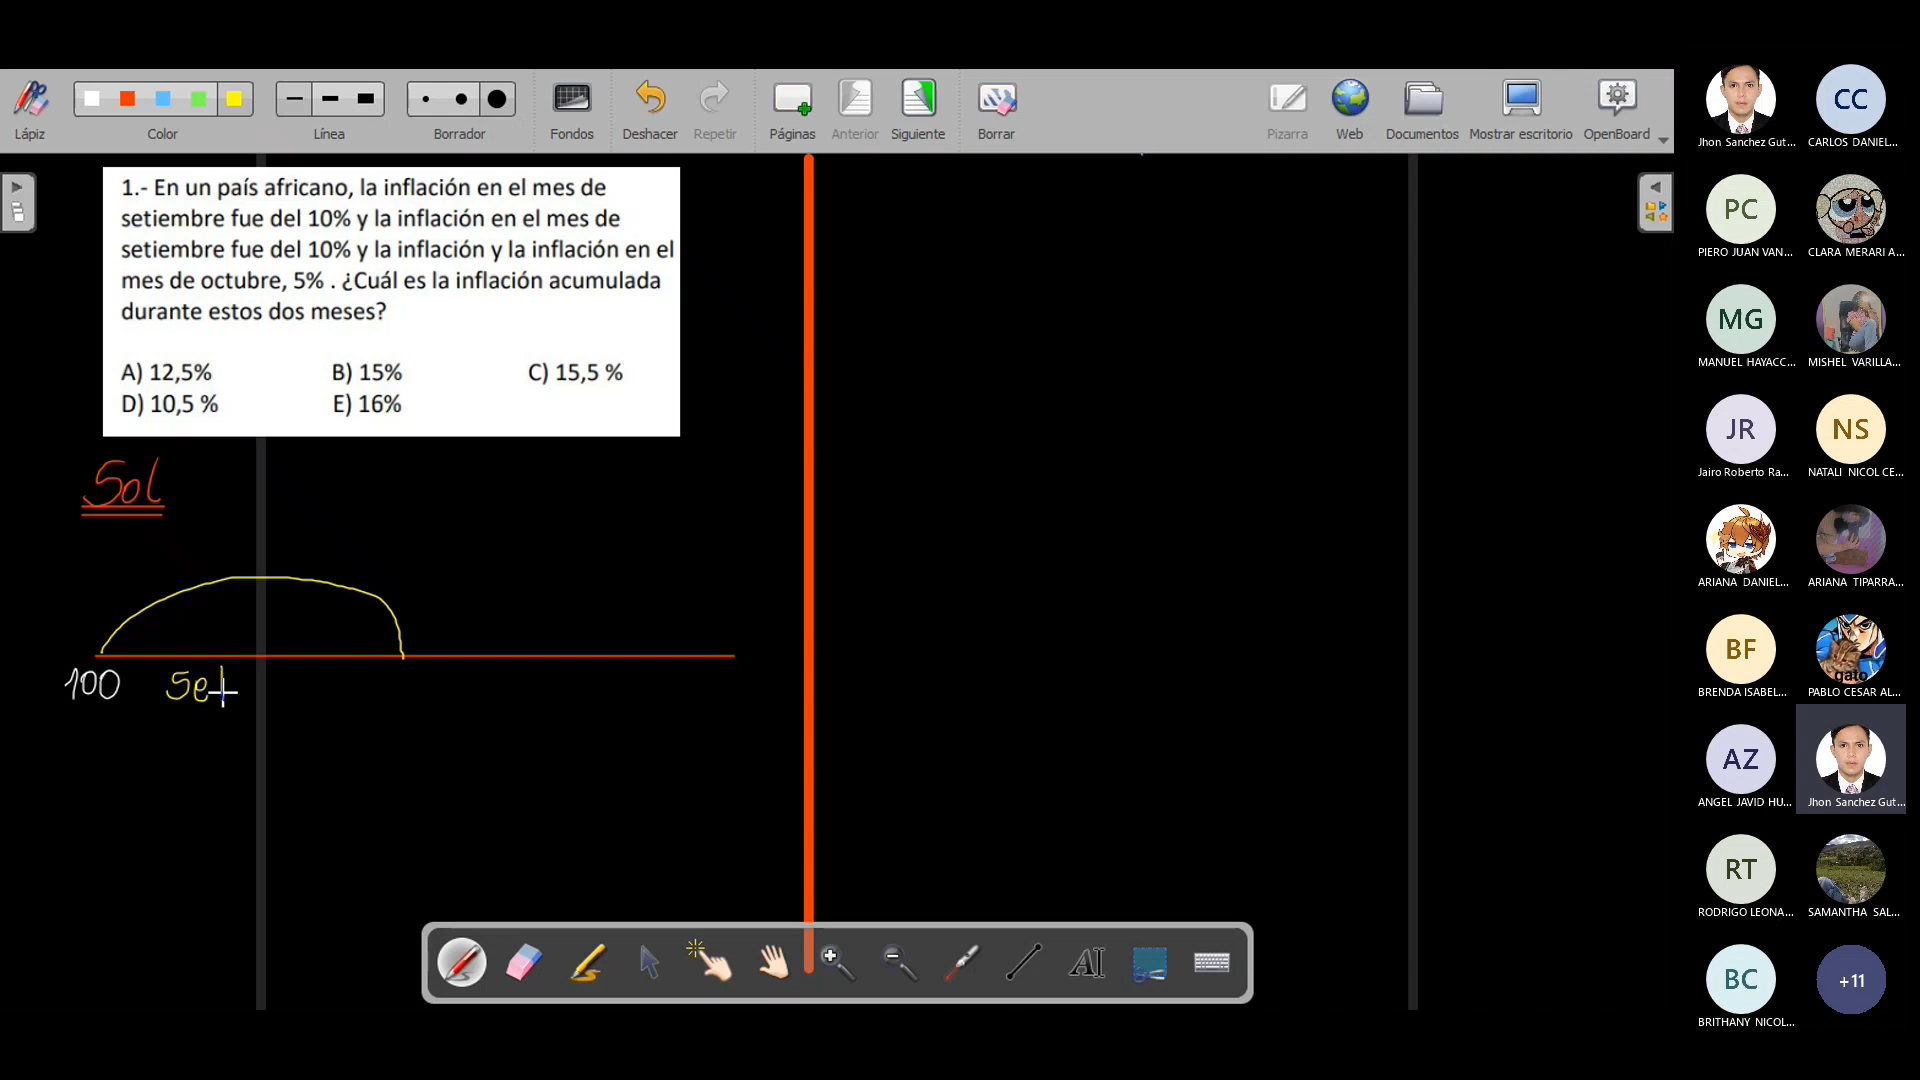 Lápiz
Color
Línea
Borrador
Fondos
Deshacer
Repetir
Páginas
Anterior
Siguiente
Borrar
Pizarra
Web
Documentos
Mostrar escritorio
OpenBoard
1.- En un país africano, la inflación en el mes de
setiembre fue del 10% y la inflación en el mes de
setiembre fue del 10% y la inflación y la inflación en el
mes de octubre, 5% . ¿Cuál es la inflación acumulada
durante estos dos meses?
A) 12,5% B) 15% C) 15,5 %
D) 10,5 % E) 16%
Sol
100 Set
AI
Jhon Sanchez Gut...
CC
CARLOS DANIEL...
PC
PIERO JUAN VAN...
CLARA MERARI A...
MG
MANUEL HAYACC...
MISHEL VARILLA...
JR
Jairo Roberto Ra...
NS
NATALI NICOL CE...
ARIANA DANIEL...
ARIANA TIPARRA...
BF
BRENDA ISABEL...
gato
PABLO CESAR AL...
AZ
ANGEL JAVID HU...
Jhon Sanchez Gut...
RT
RODRIGO LEONA...
SAMANTHA SAL...
BC
BRITHANY NICOL...
+11